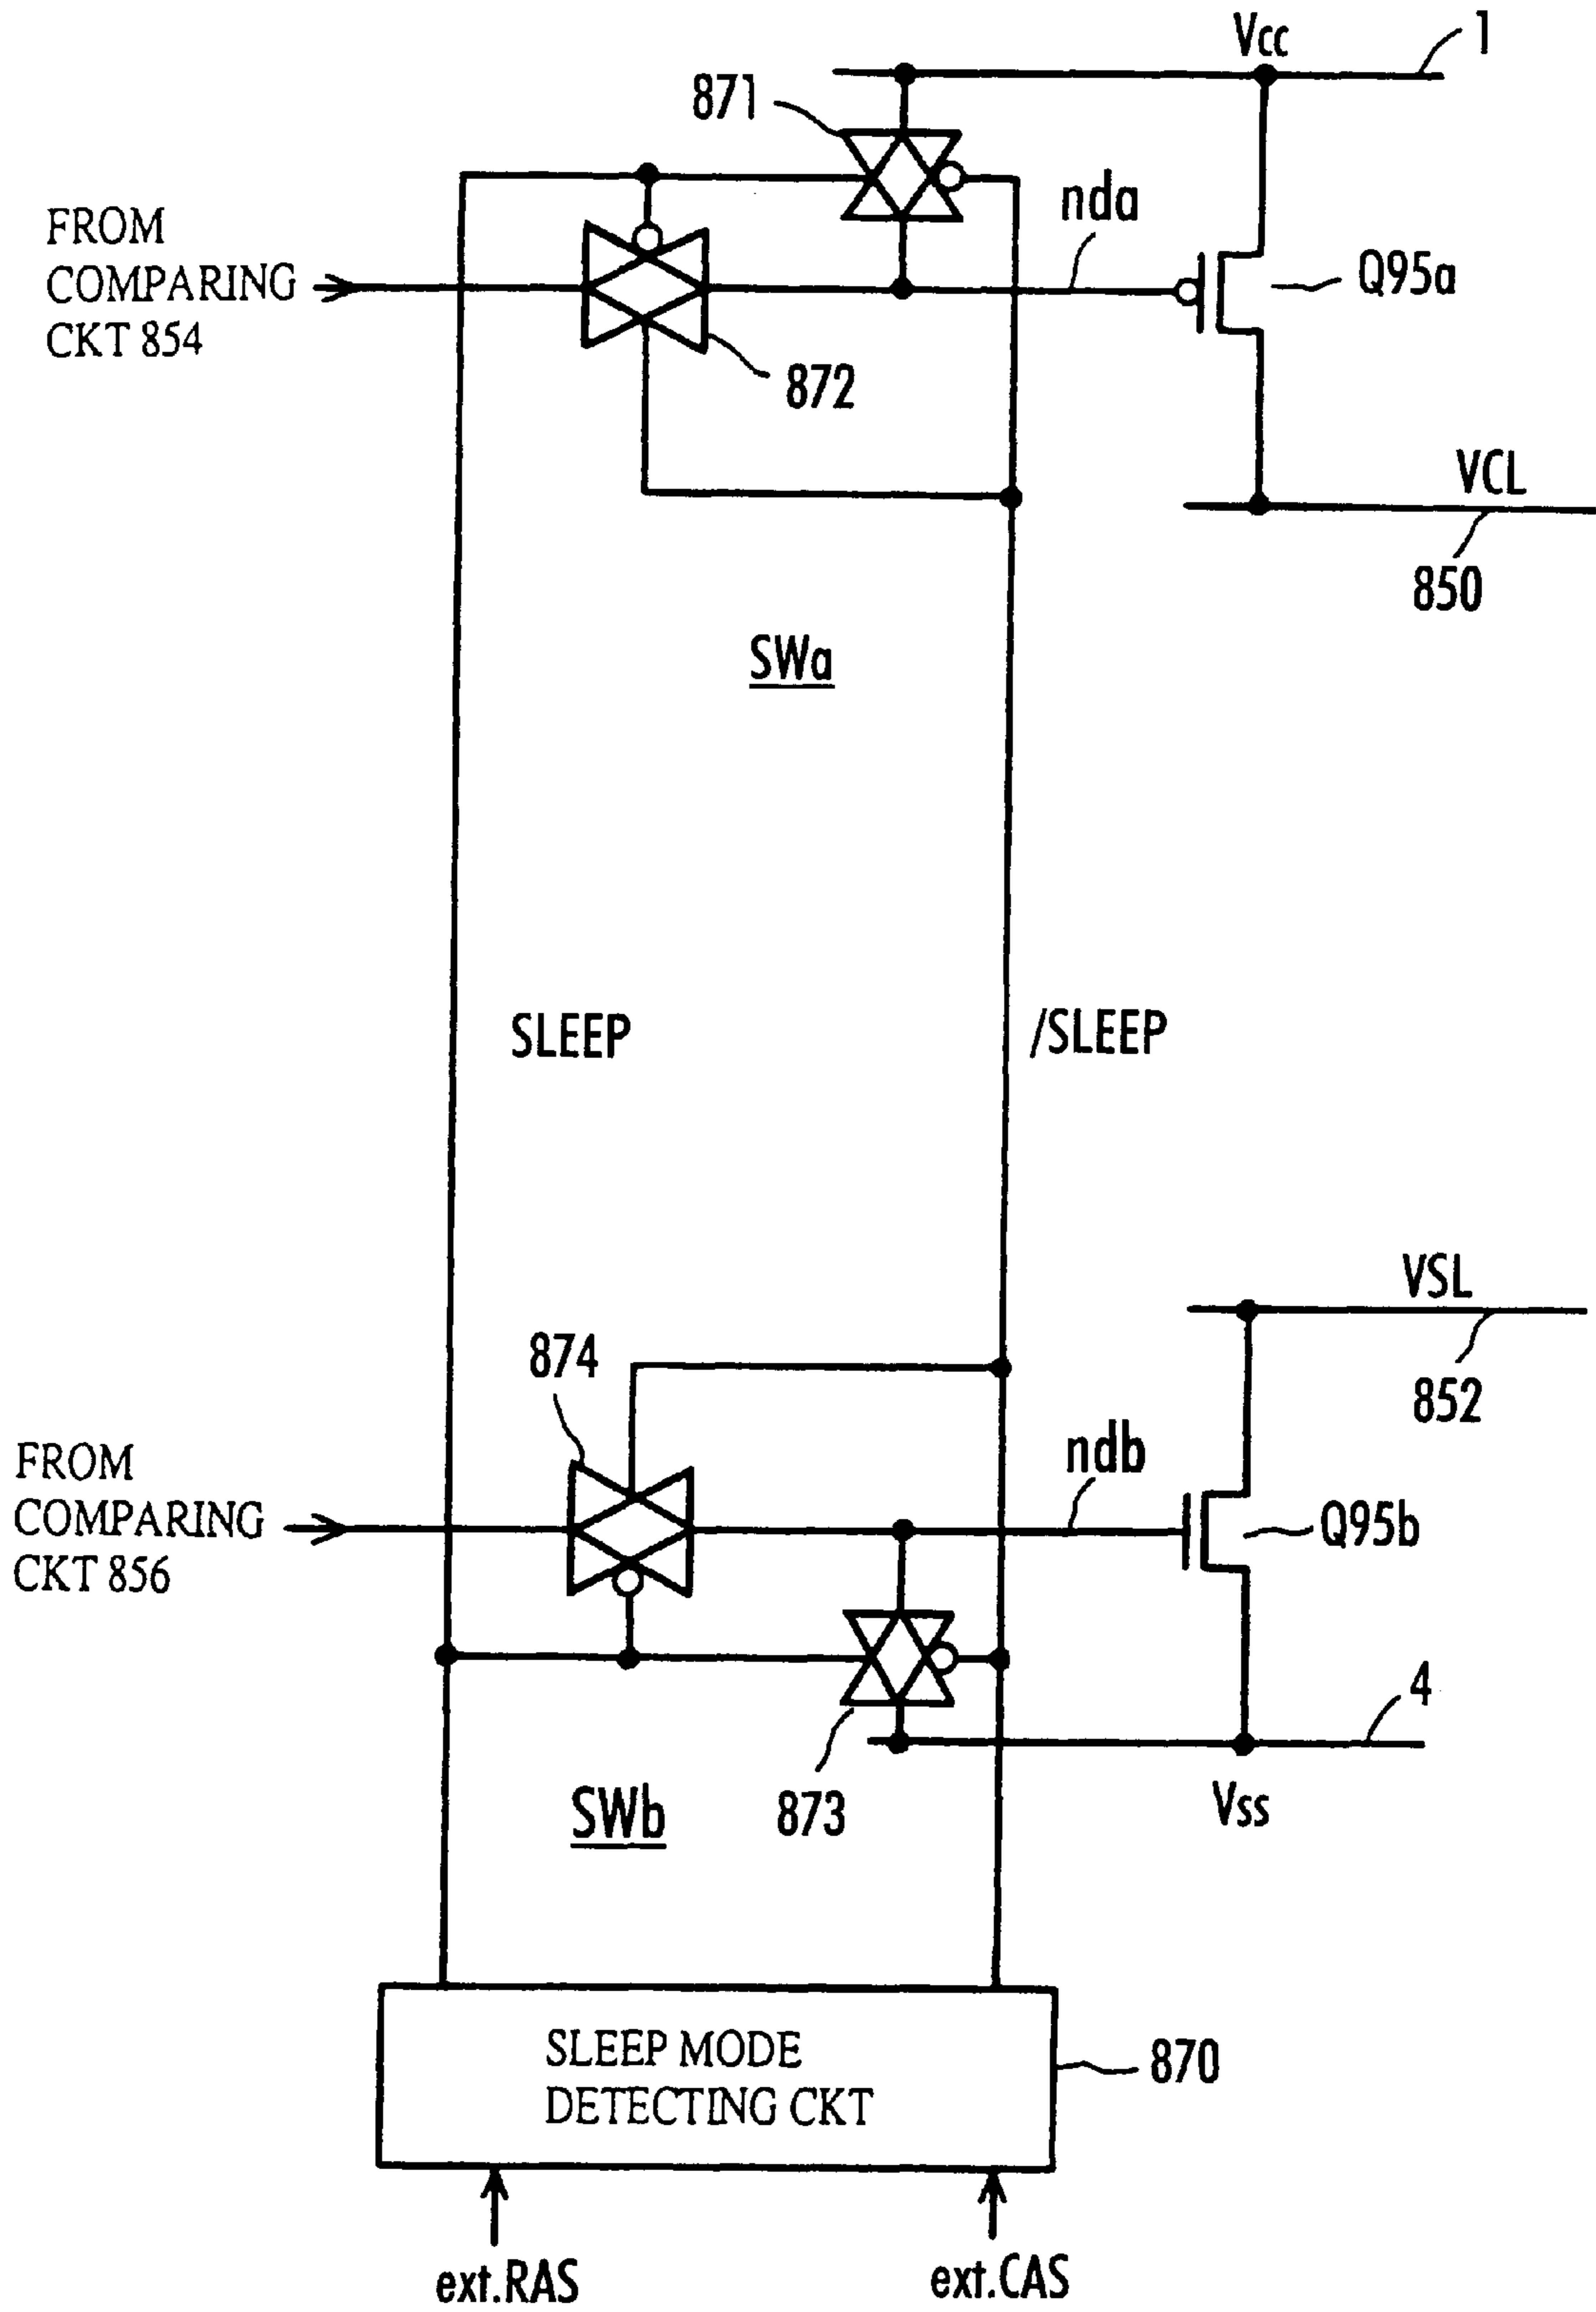 Vcc
1
871
FROM
COMPARING
CKT 854
nda
Q95a
872
VCL
850
SWa
SLEEP
/SLEEP
VSL
852
874
FROM
COMPARING
CKT 856
ndb
Q95b
4
873
Vss
SWb
SLEEP MODE
DETECTING CKT
870
ext.RAS
ext.CAS